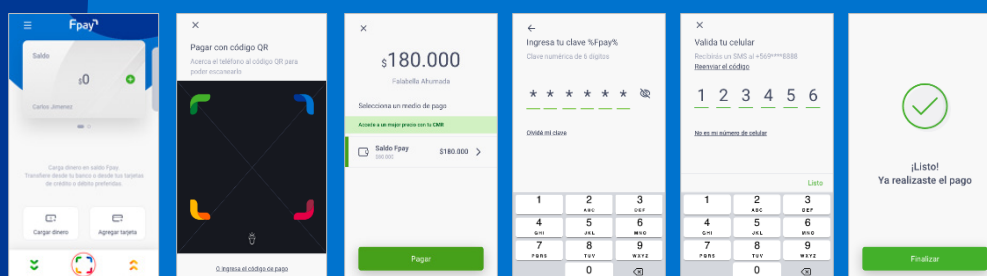 Fpay
Saldo
$0
Carlos Jimenez
Carga dinero en saldo Fpay
Transfiere desde tu banco o desde tus tarjetas
de crédito o débito preferidas.
Cargar dinero
Agregar tarjeta
Pagar con código QR
Acerca el teléfono al código QR para
poder escanearlo
O ingresa el código de pago
$180.000
Falabella Ahumada
Selecciona un medio de pago
Accede a un mejor precio con tu CMR
Saldo Fpay
$180.000
Pagar
Ingresa tu clave %Fpay%
Clave numérica de 6 dígitos
* * * * * *
Olvidé mi clave
1 2 3
ABC DEF
4 5 6
GHI JKL MNO
7 8 9
PQRS TUV WXYZ
0
Valida tu celular
Recibirás un SMS al +569****8888
Reenviar el código
1 2 3 4 5 6
No es mi número de celular
Listo
1 2 3
ABC DEF
4 5 6
GHI JKL MNO
7 8 9
PQRS TUV WXYZ
0
¡Listo!
Ya realizaste el pago
Finalizar